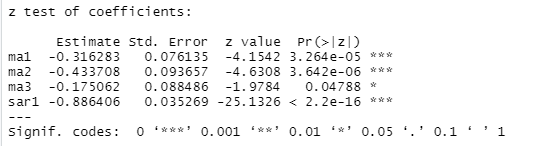 z test of coefficients:
Estimate Std. Error z value Pr(>|z|)
ma1 -0.316283 0.076135 -4.1542 3.264e-05 ***
ma2 -0.433708 0.093657 -4.6308 3.642e-06 ***
ma3 -0.175062 0.088486 -1.9784 0.04788 *
sar1 -0.886406 0.035269 -25.1326 < 2.2e-16 ***
---
Signif. codes: 0 ‘***’ 0.001 ‘**’ 0.01 ‘*’ 0.05 ‘.’ 0.1 ‘ ’ 1